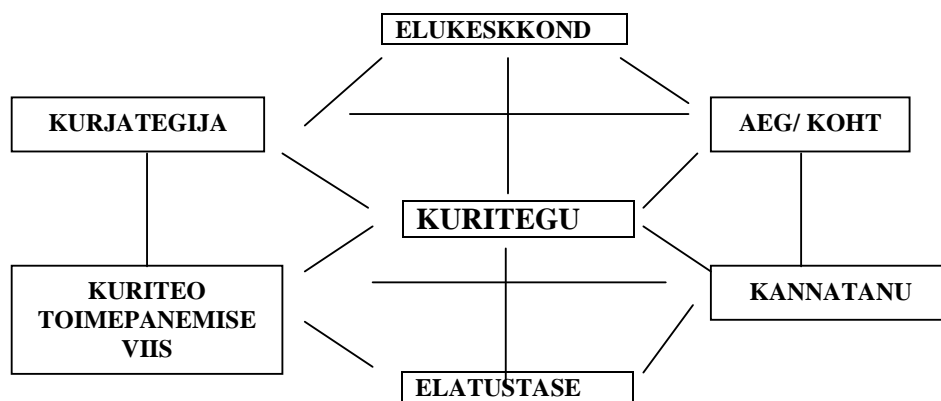 ELUKESKKOND
KURJATEGIJA
AEG/ KOHT
KURITEGU
KURITEO
TOIMEPANEMISE
VIIS
KANNATANU
ELATUSTASE